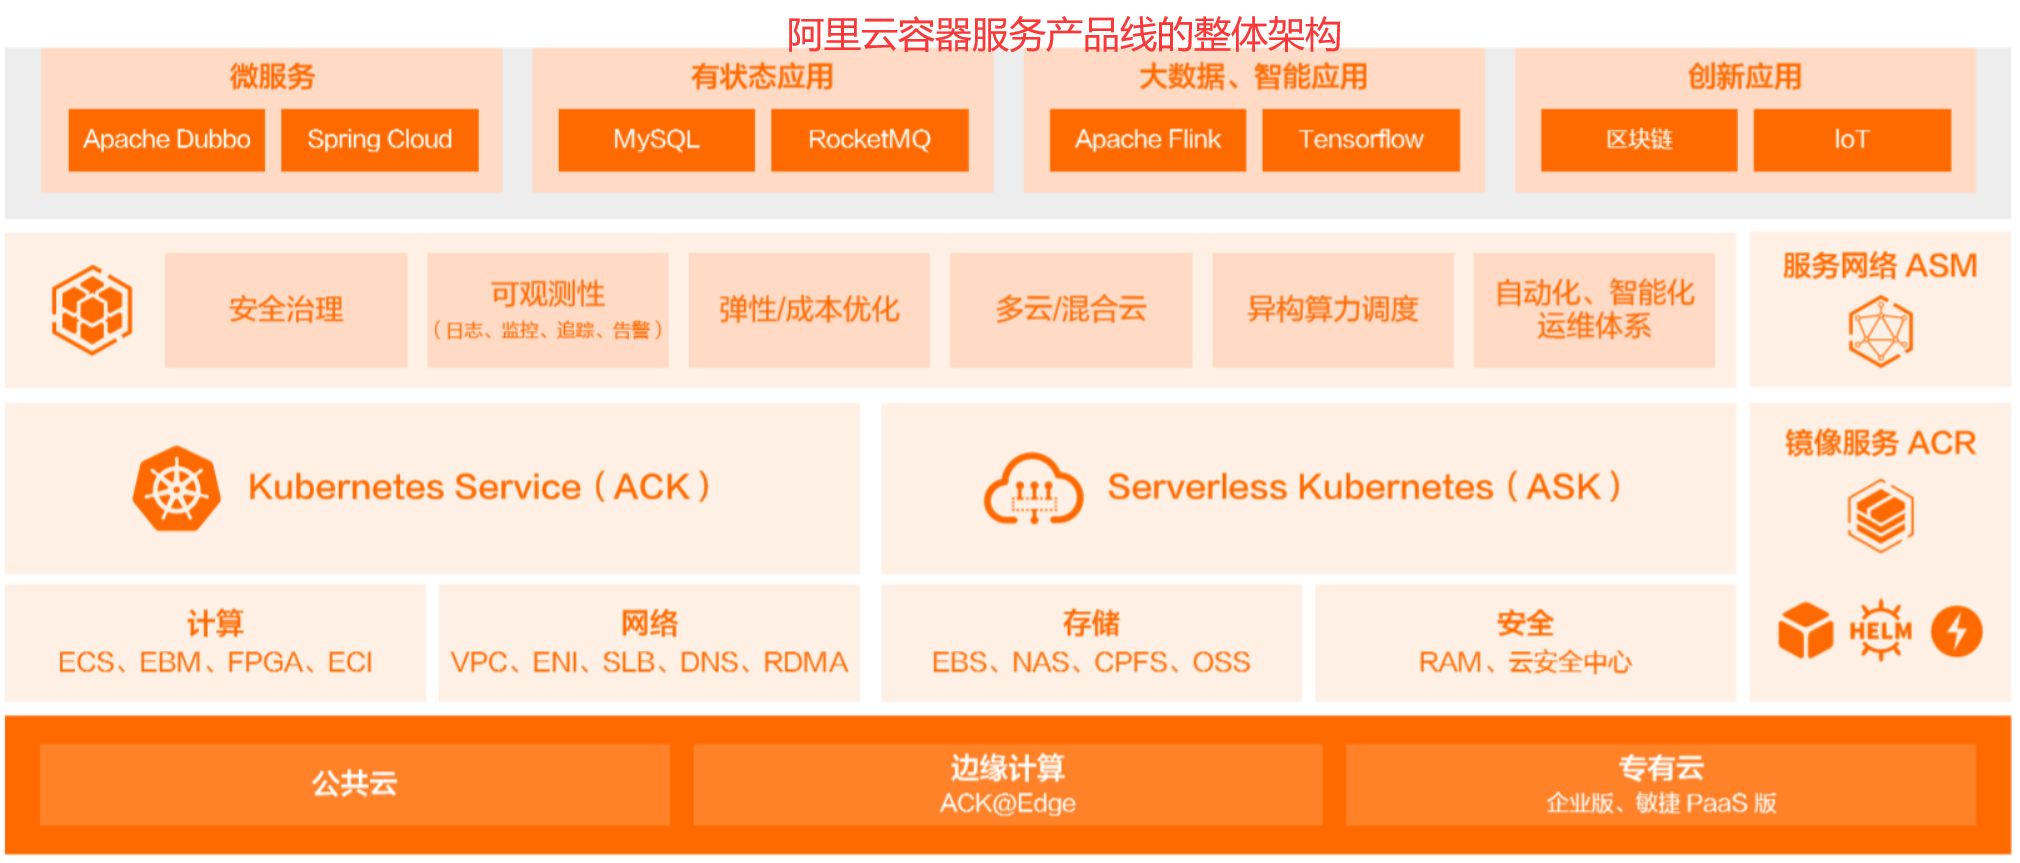 阿里云容器服务产品线的整体架构
微服务
Apache Dubbo
Spring Cloud
有状态应用
MySQL
RocketMQ
大数据、智能应用
Apache Flink
Tensorflow
创新应用
区块链
IoT
安全治理
可观测性
（日志、监控、追踪、告警）
弹性/成本优化
多云/混合云
异构算力调度
自动化、智能化
运维体系
服务网络 ASM
Kubernetes Service（ACK）
Serverless Kubernetes（ASK）
镜像服务 ACR
HELM
计算
ECS、EBM、FPGA、ECI
网络
VPC、ENI、SLB、DNS、RDMA
存储
EBS、NAS、CPFS、OSS
安全
RAM、云安全中心
公共云
边缘计算
ACK@Edge
专有云
企业版、敏捷 PaaS 版